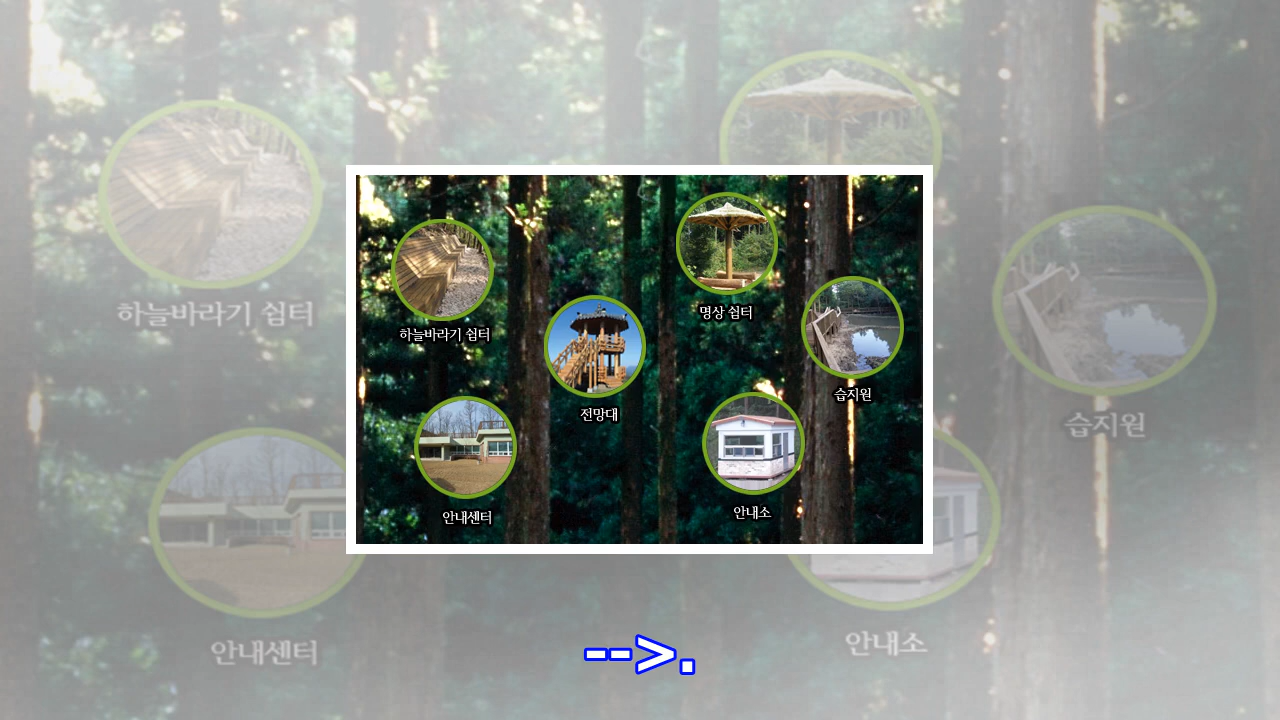 하늘바라기 쉼터
명상 쉼터
습지원
전망대
안내센터
안내소
하늘바라기 쉼터
습지원
안내센터
안내소
-->.